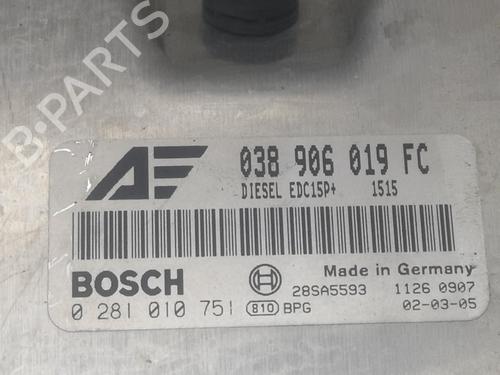 B-PARTS
AE 038 906 019 FC
DIESEL EDC15P+ 1515
BOSCH Made in Germany
28SA5593 1126 0907
0 281 010 751 810 BPG 02-03-05